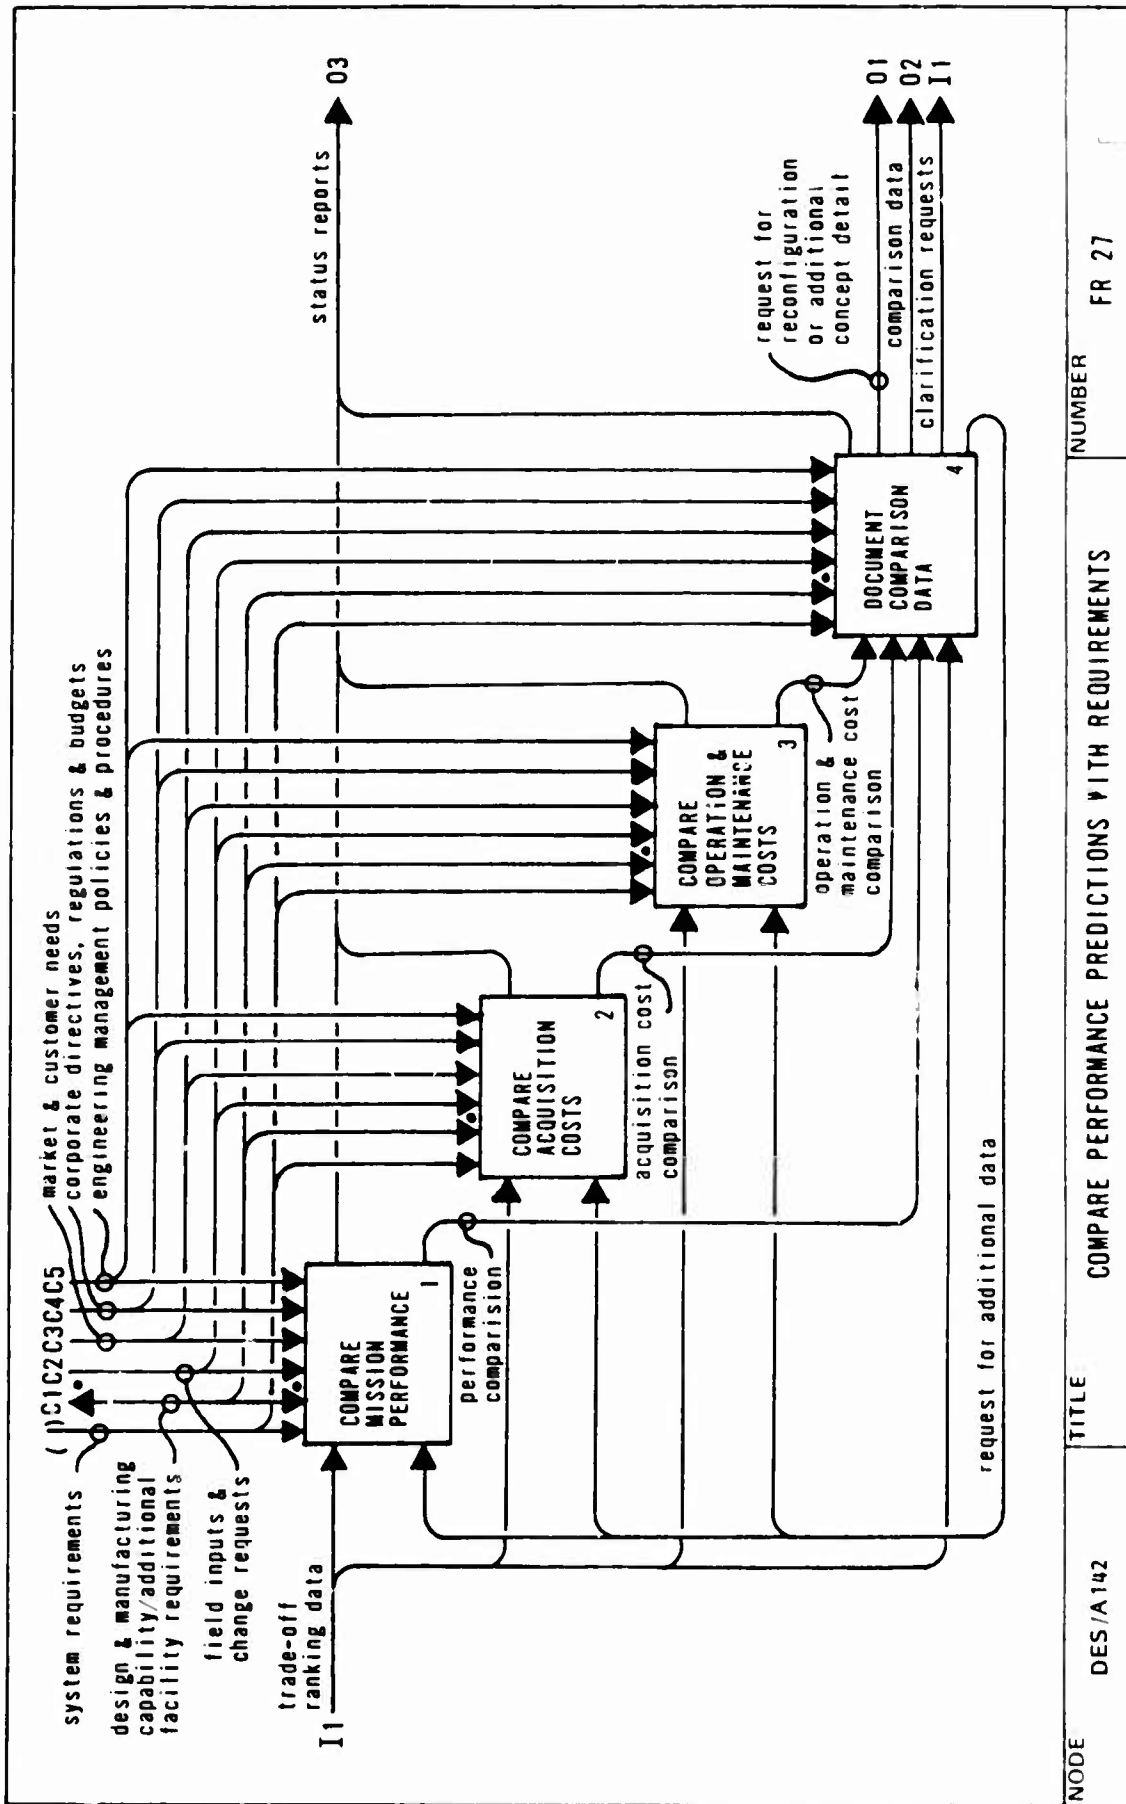 ( )C1C2C3C4C5
system requirements
design & manufacturing
capability/additional
facility requirements
field inputs &
change requests
market & customer needs
corporate directives, regulations & budgets
engineering management policies & procedures
I1
trade-off
ranking data
COMPARE
MISSION
PERFORMANCE
1
performance
comparision
COMPARE
ACQUISITION
COSTS
2
acquisition cost
comparison
COMPARE
OPERATION &
MAINTENANCE
COSTS
3
operation &
maintenance cost
comparison
DOCUMENT
COMPARISON
DATA
4
status reports
O3
request for
reconfiguration
or additional
concept detail
O1
comparison data
O2
clarification requests
I1
request for additional data
NODE
DES/A142
TITLE
COMPARE PERFORMANCE PREDICTIONS WITH REQUIREMENTS
NUMBER
FR 27